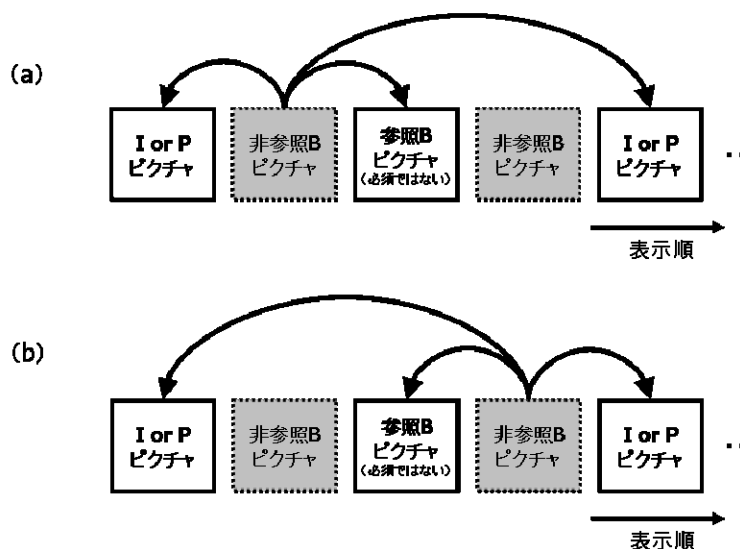 (a)
I or P
ピクチャ
非参照B
ピクチャ
参照B
ピクチャ
(必須ではない)
非参照B
ピクチャ
I or P
ピクチャ
表示順
(b)
I or P
ピクチャ
非参照B
ピクチャ
参照B
ピクチャ
(必須ではない)
非参照B
ピクチャ
I or P
ピクチャ
表示順